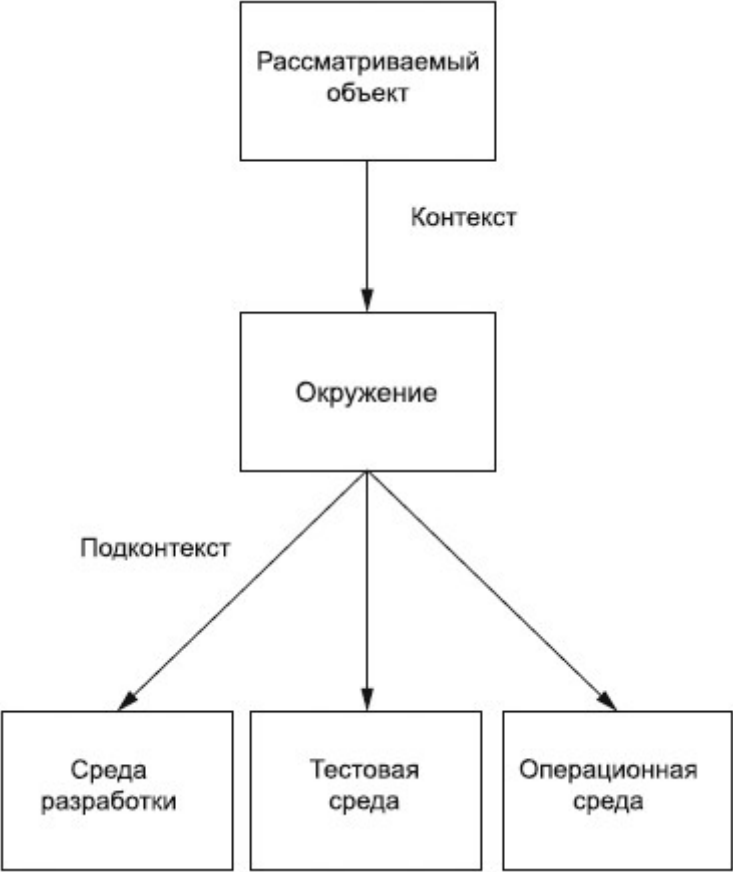 Рассматриваемый
объект
Контекст
Окружение
Подконтекст
Среда
разработки
Тестовая
среда
Операционная
среда